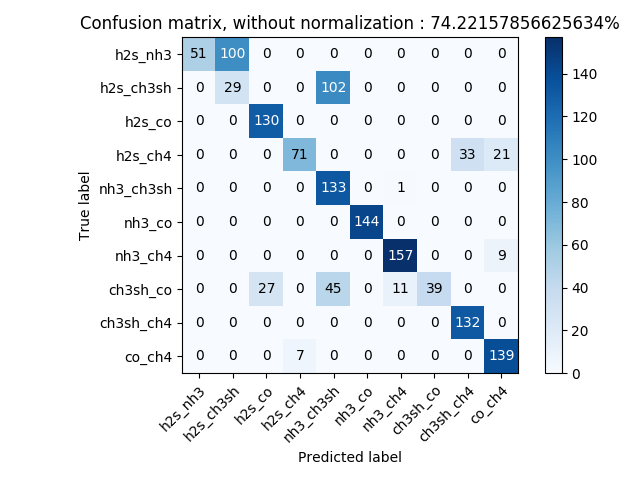 Confusion matrix, without normalization : 74.22157856625634%
h2s_nh3 51 100 0 0 0 0 0 0 0 0
h2s_ch3sh 0 29 0 0 102 0 0 0 0 0
h2s_co 0 0 130 0 0 0 0 0 0 0
h2s_ch4 0 0 0 71 0 0 0 0 33 21
nh3_ch3sh 0 0 0 0 133 0 1 0 0 0
nh3_co 0 0 0 0 0 144 0 0 0 0
nh3_ch4 0 0 0 0 0 0 157 0 0 9
ch3sh_co 0 0 27 0 45 0 11 39 0 0
ch3sh_ch4 0 0 0 0 0 0 0 0 132 0
co_ch4 0 0 0 7 0 0 0 0 0 139
True label
h2s_nh3 h2s_ch3sh h2s_co h2s_ch4 nh3_ch3sh nh3_co nh3_ch4 ch3sh_co ch3sh_ch4 co_ch4
Predicted label
140
120
100
80
60
40
20
0